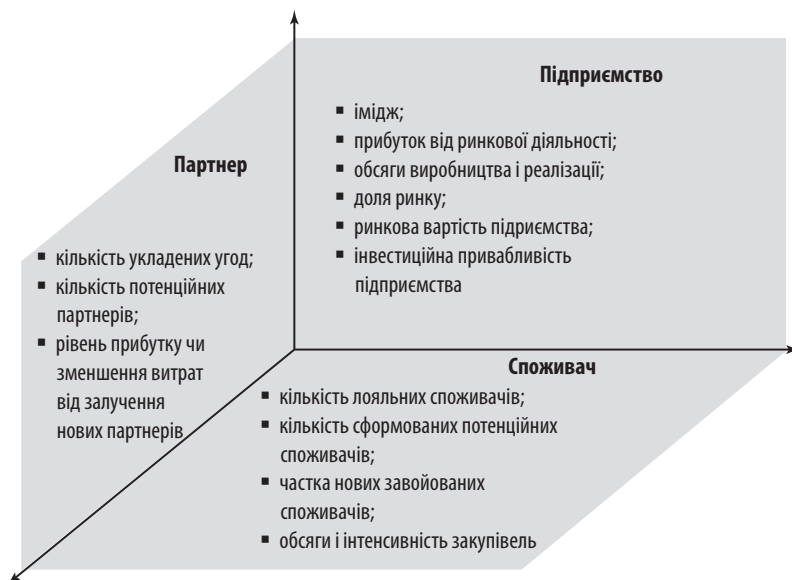 Підприємство
▪ імідж;
▪ прибуток від ринкової діяльності;
▪ обсяги виробництва і реалізації;
▪ доля ринку;
▪ ринкова вартість підприємства;
▪ інвестиційна привабливість
підприємства
Партнер
▪ кількість укладених угод;
▪ кількість потенційних
партнерів;
▪ рівень прибутку чи
зменшення витрат
від залучення
нових партнерів
Споживач
▪ кількість лояльних споживачів;
▪ кількість сформованих потенційних
споживачів;
▪ частка нових завойованих
споживачів;
▪ обсяги і інтенсивність закупівель